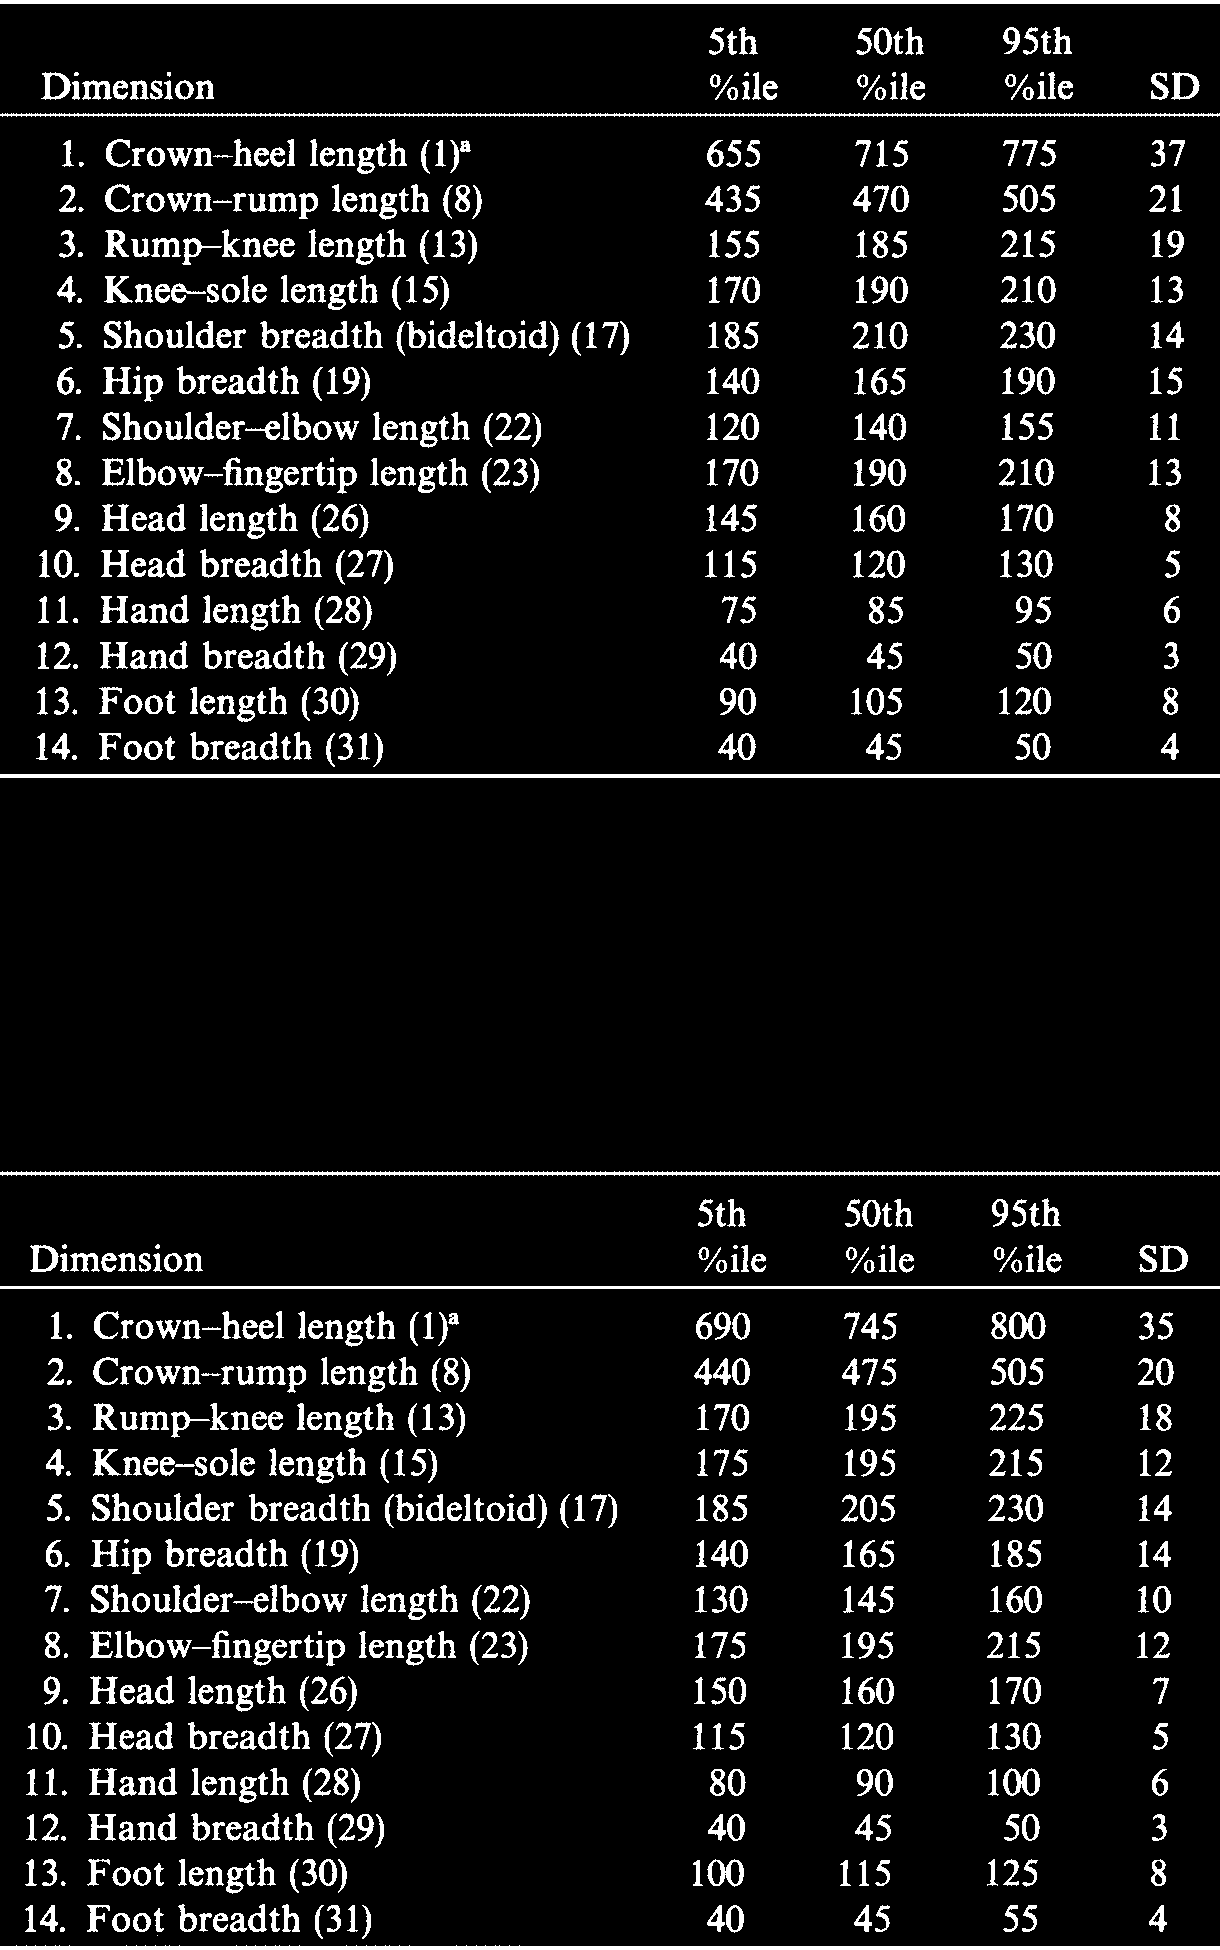 5th 50th 95th
Dimension %ile %ile %ile SD
1. Crown–heel length (1)ª 655 715 775 37
2. Crown–rump length (8) 435 470 505 21
3. Rump–knee length (13) 155 185 215 19
4. Knee–sole length (15) 170 190 210 13
5. Shoulder breadth (bideltoid) (17) 185 210 230 14
6. Hip breadth (19) 140 165 190 15
7. Shoulder–elbow length (22) 120 140 155 11
8. Elbow–fingertip length (23) 170 190 210 13
9. Head length (26) 145 160 170 8
10. Head breadth (27) 115 120 130 5
11. Hand length (28) 75 85 95 6
12. Hand breadth (29) 40 45 50 3
13. Foot length (30) 90 105 120 8
14. Foot breadth (31) 40 45 50 4
5th 50th 95th
Dimension %ile %ile %ile SD
1. Crown–heel length (1)ª 690 745 800 35
2. Crown–rump length (8) 440 475 505 20
3. Rump–knee length (13) 170 195 225 18
4. Knee–sole length (15) 175 195 215 12
5. Shoulder breadth (bideltoid) (17) 185 205 230 14
6. Hip breadth (19) 140 165 185 14
7. Shoulder–elbow length (22) 130 145 160 10
8. Elbow–fingertip length (23) 175 195 215 12
9. Head length (26) 150 160 170 7
10. Head breadth (27) 115 120 130 5
11. Hand length (28) 80 90 100 6
12. Hand breadth (29) 40 45 50 3
13. Foot length (30) 100 115 125 8
14. Foot breadth (31) 40 45 55 4